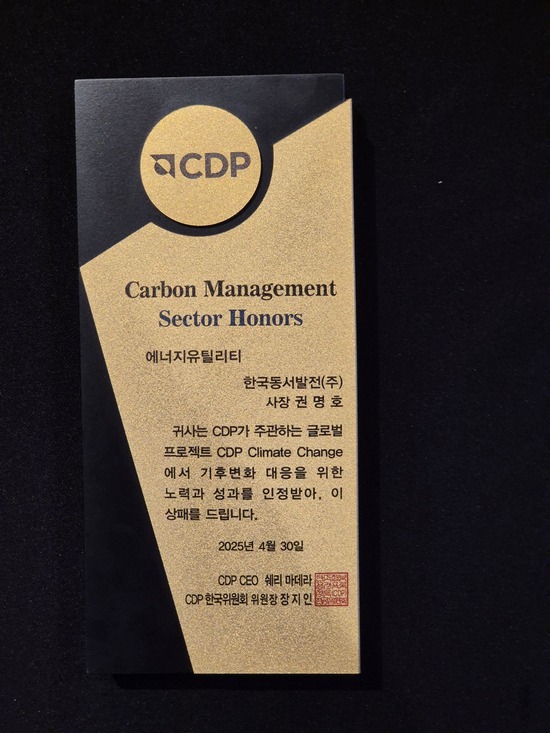 CDP
Carbon Management
Sector Honors
에너지유틸리티
한국동서발전(주)
사장 권 명 호
귀사는 CDP가 주관하는 글로벌
프로젝트 CDP Climate Change
에서 기후변화 대응을 위한
노력과 성과를 인정받아, 이
상패를 드립니다.
2025년 4월 30일
CDP CEO 쉐리 마데라
CDP 한국위원회 위원장 장 지 인